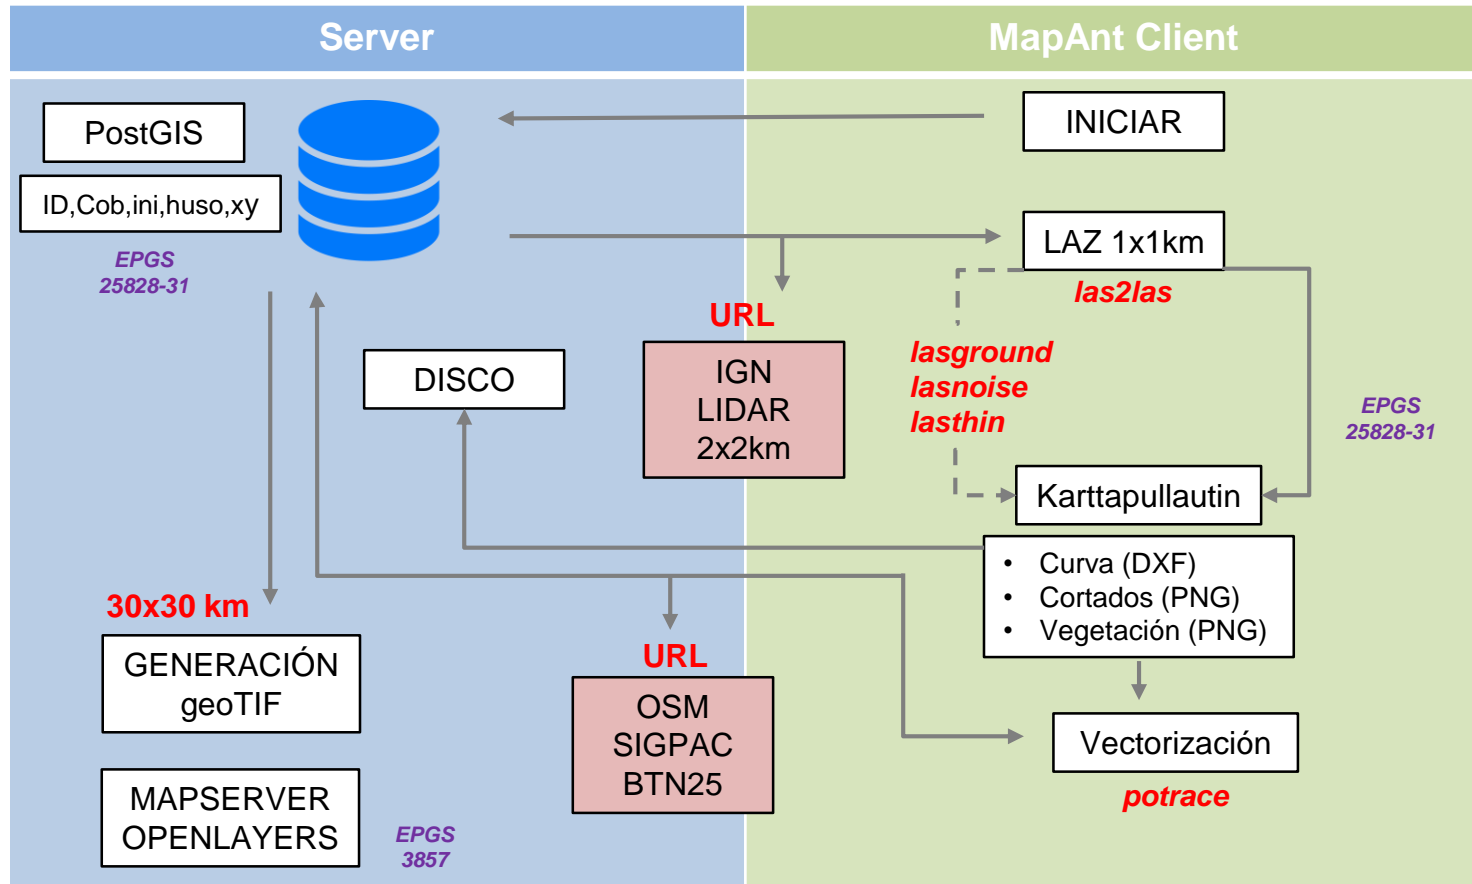 Server
MapAnt Client
PostGIS
INICIAR
ID,Cob,ini,huso,xy
EPGS
25828-31
LAZ 1x1km
las2las
URL
IGN
LIDAR
2x2km
DISCO
lasground
lasnoise
lasthin
EPGS
25828-31
Karttapullautin
• Curva (DXF)
• Cortados (PNG)
• Vegetación (PNG)
30x30 km
GENERACIÓN
geoTIF
URL
OSM
SIGPAC
BTN25
Vectorización
potrace
MAPSERVER
OPENLAYERS
EPGS
3857